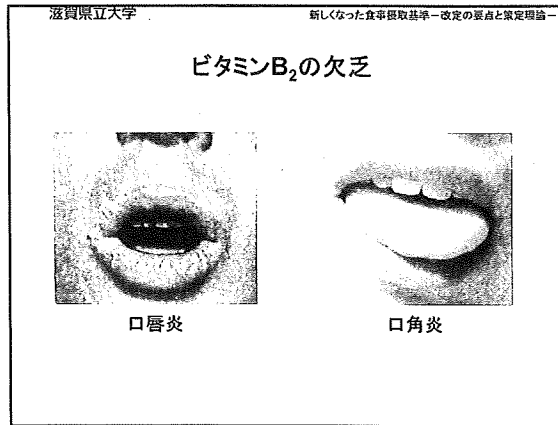 滋賀県立大学
新しくなった食事摂取基準－改定の要点と策定理論－
ビタミンB₂の欠乏
口唇炎
口角炎